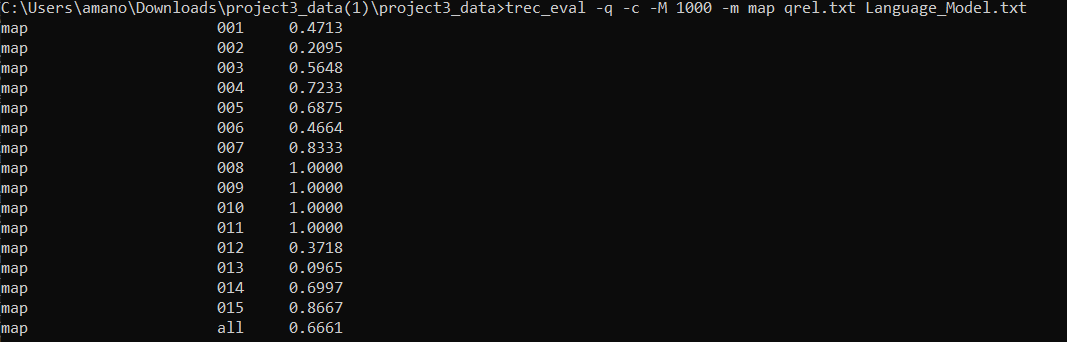 C:\Users\amano\Downloads\project3_data(1)\project3_data>trec_eval -q -c -M 1000 -m map qrel.txt Language_Model.txt
map 001 0.4713
map 002 0.2095
map 003 0.5648
map 004 0.7233
map 005 0.6875
map 006 0.4664
map 007 0.8333
map 008 1.0000
map 009 1.0000
map 010 1.0000
map 011 1.0000
map 012 0.3718
map 013 0.0965
map 014 0.6997
map 015 0.8667
map all 0.6661